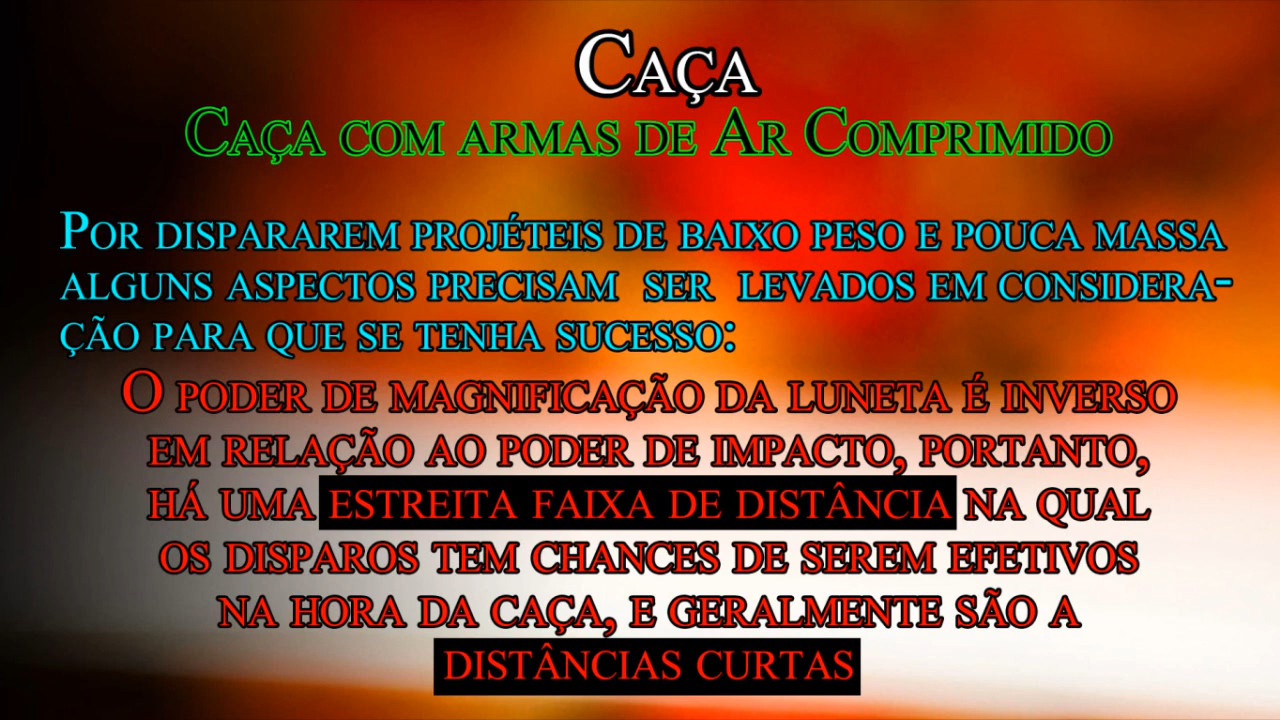 Caça
Caça com armas de Ar Comprimido
Por dispararem projéteis de baixo peso e pouca massa
alguns aspectos precisam ser levados em considera-
ção para que se tenha sucesso:
O poder de magnificação da luneta é inverso
em relação ao poder de impacto, portanto,
há uma estreita faixa de distância na qual
os disparos tem chances de serem efetivos
na hora da caça, e geralmente são a
distâncias curtas